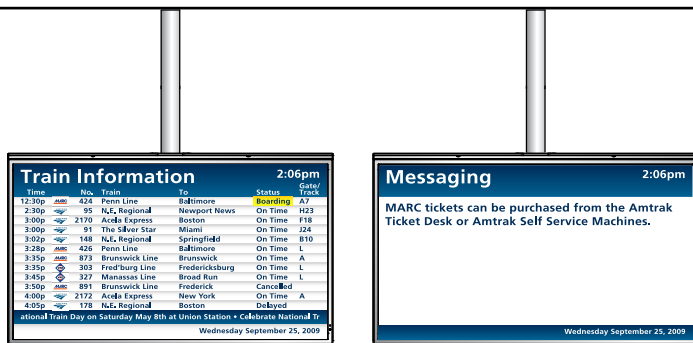 Train Information 2:06pm
Time No. Train To Status Gate/Track
12:30p MARC 424 Penn Line Baltimore Boarding A7
2:30p 95 N.E. Regional Newport News On Time H23
3:00p 2170 Acela Express Boston On Time F18
3:00p 91 The Silver Star Miami On Time J24
3:02p 148 N.E. Regional Springfield On Time B10
3:28p MARC 426 Penn Line Baltimore On Time L
3:35p MARC 873 Brunswick Line Brunswick On Time A
3:35p 303 Fred'burg Line Fredericksburg On Time L
3:45p 327 Manassas Line Broad Run On Time L
3:50p MARC 891 Brunswick Line Frederick Cancelled
4:00p 2172 Acela Express New York On Time A
4:05p 178 N.E. Regional Boston Delayed
ational Train Day on Saturday May 8th at Union Station • Celebrate National Tr
Wednesday September 25, 2009
Messaging 2:06pm
MARC tickets can be purchased from the Amtrak
Ticket Desk or Amtrak Self Service Machines.
Wednesday September 25, 2009